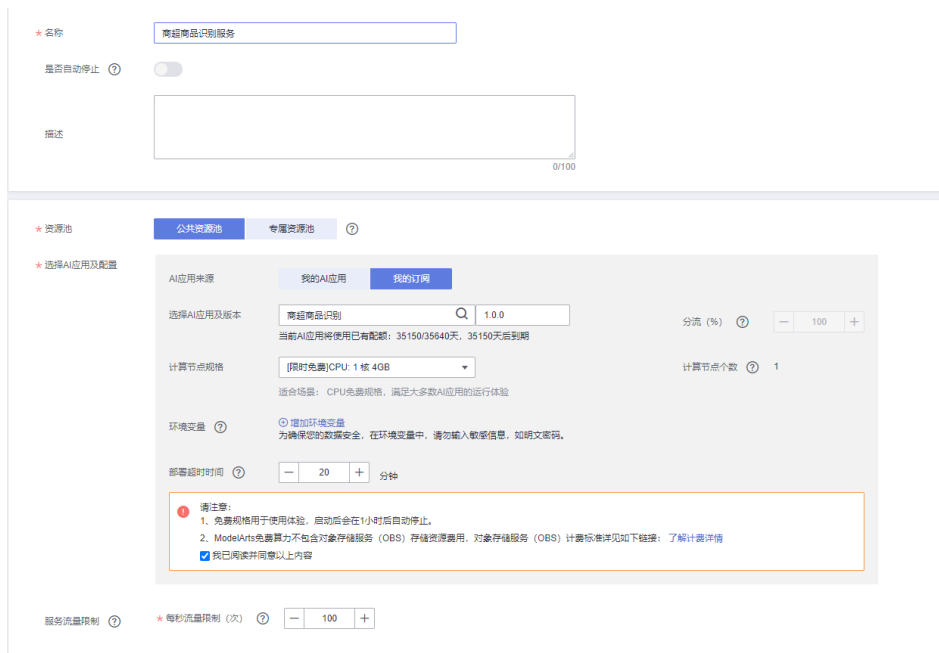 * 名称 商超商品识别服务
是否自动停止 ?
描述
0/100
* 资源池 公共资源池 专属资源池 ?
* 选择AI应用及配置
AI应用来源 我的AI应用 我的订阅
选择AI应用及版本 商超商品识别 1.0.0 分流（%） ? — 100 +
当前AI应用将使用已有配额：35150/35640天，35150天后到期
计算节点规格 [限时免费]CPU: 1 核 4GB 计算节点个数 ? 1
适合场景： CPU免费规格，满足大多数AI应用的运行体验
环境变量 ? 增加环境变量
为确保您的数据安全，在环境变量中，请勿输入敏感信息，如明文密码。
部署超时时间 ? — 20 + 分钟
! 请注意：
1、免费规格用于使用体验，启动后会在1小时后自动停止。
2、ModelArts免费算力不包含对象存储服务（OBS）存储资源费用，对象存储服务（OBS）计费标准详见如下链接： 了解计费详情
我已阅读并同意以上内容
服务流量限制 ? * 每秒流量限制（次） ? — 100 +